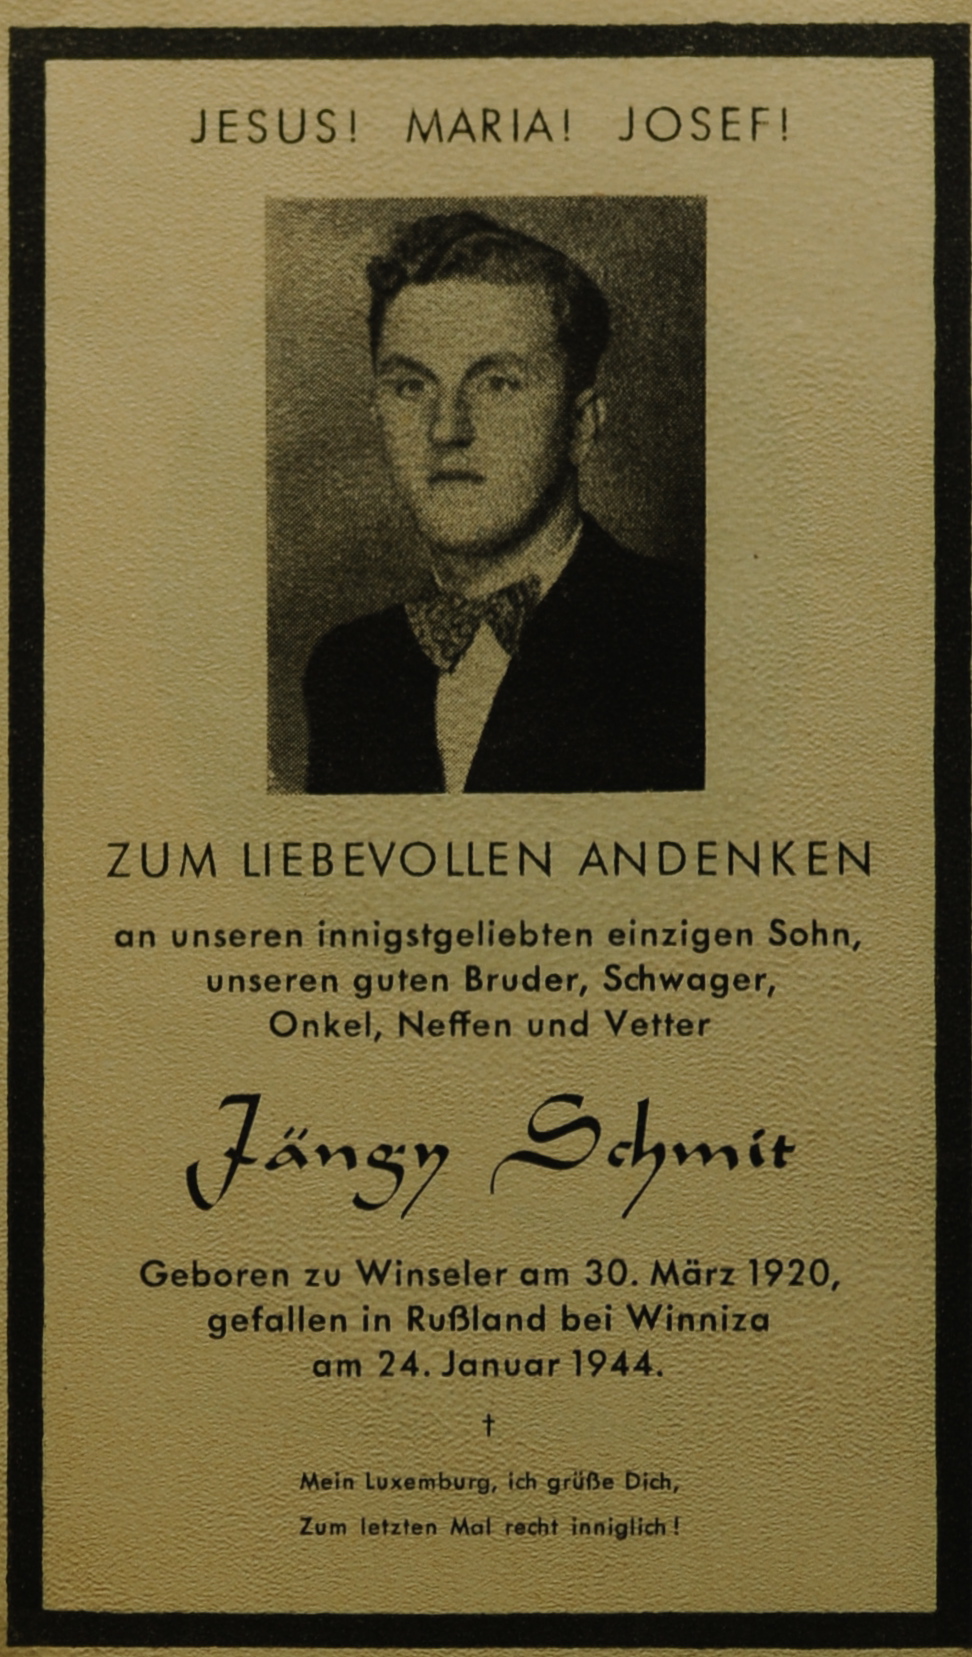 JESUS! MARIA! JOSEF!
ZUM LIEBEVOLLEN ANDENKEN
an unseren innigstgeliebten einzigen Sohn,
unseren guten Bruder, Schwager,
Onkel, Neffen und Vetter
Jängy Schmit
Geboren zu Winseler am 30. März 1920,
gefallen in Rußland bei Winniza
am 24. Januar 1944.
†
Mein Luxemburg, ich grüße Dich,
Zum letzten Mal recht inniglich!